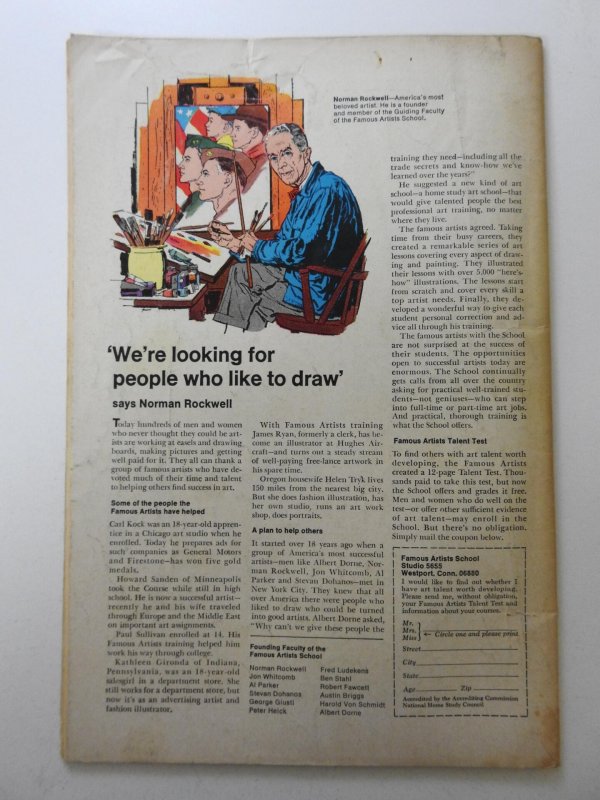 Norman Rockwell—America's most
beloved artist. He is a founder
and member of the Guiding Faculty
of the Famous Artists School.
'We're looking for
people who like to draw'
says Norman Rockwell
Today hundreds of men and women
who never thought they could be art-
ists are working at easels and drawing
boards, making pictures and getting
well paid for it. They all can thank a
group of famous artists who have de-
voted much of their time and talent
to helping others find success in art.
Some of the people the
Famous Artists have helped
Carl Kock was an 18-year-old appren-
tice in a Chicago art studio when he
enrolled. Today he prepares ads for
such companies as General Motors
and Firestone—has won five gold
medals.
Howard Sanden of Minneapolis
took the Course while still in high
school. He is now a successful artist—
recently he and his wife traveled
through Europe and the Middle East
on important art assignments.
Paul Sullivan enrolled at 14. His
Famous Artists training helped him
work his way through college.
Kathleen Gironda of Indiana,
Pennsylvania, was an 18-year-old
salesgirl in a department store. She
still works for a department store, but
now it's as an advertising artist and
fashion illustrator.
With Famous Artists training
James Ryan, formerly a clerk, has be-
come an illustrator at Hughes Air-
craft—and turns out a steady stream
of well-paying free-lance artwork in
his spare time.
Oregon housewife Helen Tryk lives
150 miles from the nearest big city.
But she does fashion illustration, has
her own studio, runs an art work
shop, does portraits.
A plan to help others
It started over 18 years ago when a
group of America's most successful
artists—men like Albert Dorne, Nor-
man Rockwell, Jon Whitcomb, Al
Parker and Stevan Dohanos—met in
New York City. They knew that all
over America there were people who
liked to draw who could be turned
into good artists. Albert Dorne asked,
"Why can't we give these people the
Founding Faculty of the
Famous Artists School
Norman Rockwell
Jon Whitcomb
Al Parker
Stevan Dohanos
George Giusti
Peter Helck
Fred Ludekens
Ben Stahl
Robert Fawcett
Austin Briggs
Harold Von Schmidt
Albert Dorne
training they need—including all the
trade secrets and know-how we've
learned over the years?"
He suggested a new kind of art
school—a home study art school—that
would give talented people the best
professional art training, no matter
where they live.
The famous artists agreed. Taking
time from their busy careers, they
created a remarkable series of art
lessons covering every aspect of draw-
ing and painting. They illustrated
their lessons with over 5,000 "here's-
how" illustrations. The lessons start
from scratch and cover every skill a
top artist needs. Finally, they de-
veloped a wonderful way to give each
student personal correction and ad-
vice all through his training.
The famous artists with the School
are not surprised at the success of
their students. The opportunities
open to successful artists today are
enormous. The School continually
gets calls from all over the country
asking for practical well-trained stu-
dents—not geniuses—who can step
into full-time or part-time art jobs.
And practical, thorough training is
what the School offers.
Famous Artists Talent Test
To find others with art talent worth
developing, the Famous Artists
created a 12-page Talent Test. Thou-
sands paid to take this test, but now
the School offers and grades it free.
Men and women who do well on the
test—or offer other sufficient evidence
of art talent—may enroll in the
School. But there's no obligation.
Simply mail the coupon below.
Famous Artists School
Studio 5655
Westport, Conn. 06880
I would like to find out whether I
have art talent worth developing.
Please send me, without obligation,
your Famous Artists Talent Test and
information about your courses.
Mr.
Mrs. ← Circle one and please print
Miss
Street
City
State
Age Zip
Accredited by the Accrediting Commission
National Home Study Council